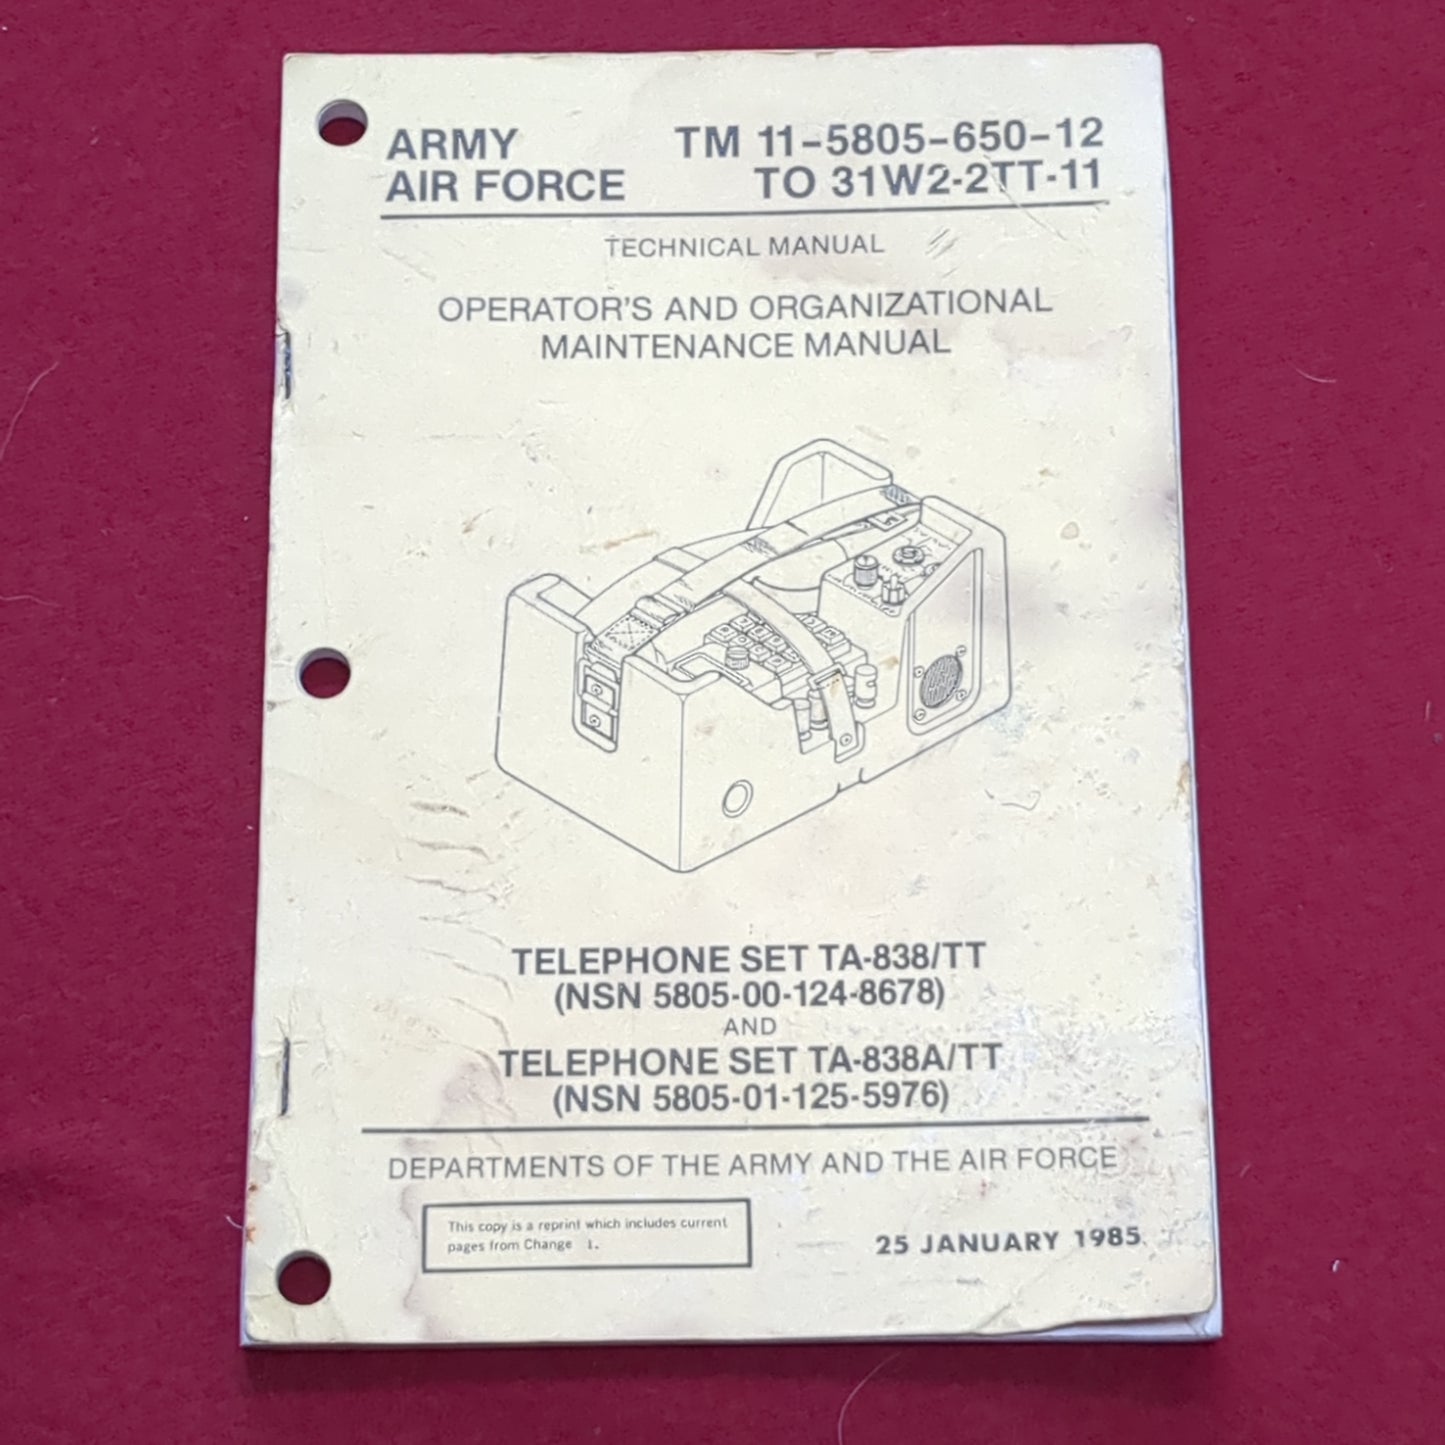 ARMY TM 11-5805-650-12
AIR FORCE TO 31W2-2TT-11
TECHNICAL MANUAL
OPERATOR'S AND ORGANIZATIONAL
MAINTENANCE MANUAL
TELEPHONE SET TA-838/TT
(NSN 5805-00-124-8678)
AND
TELEPHONE SET TA-838A/TT
(NSN 5805-01-125-5976)
DEPARTMENTS OF THE ARMY AND THE AIR FORCE
This copy is a reprint which includes current
pages from Change 1.
25 JANUARY 1985